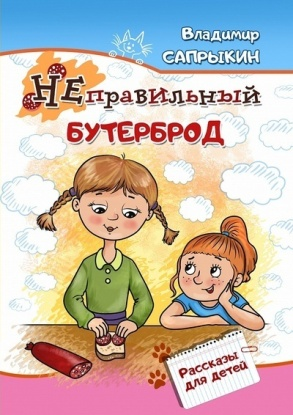 Владимир
САПРЫКИН
НЕправильный
БУТЕРБРОД
Рассказы
для детей